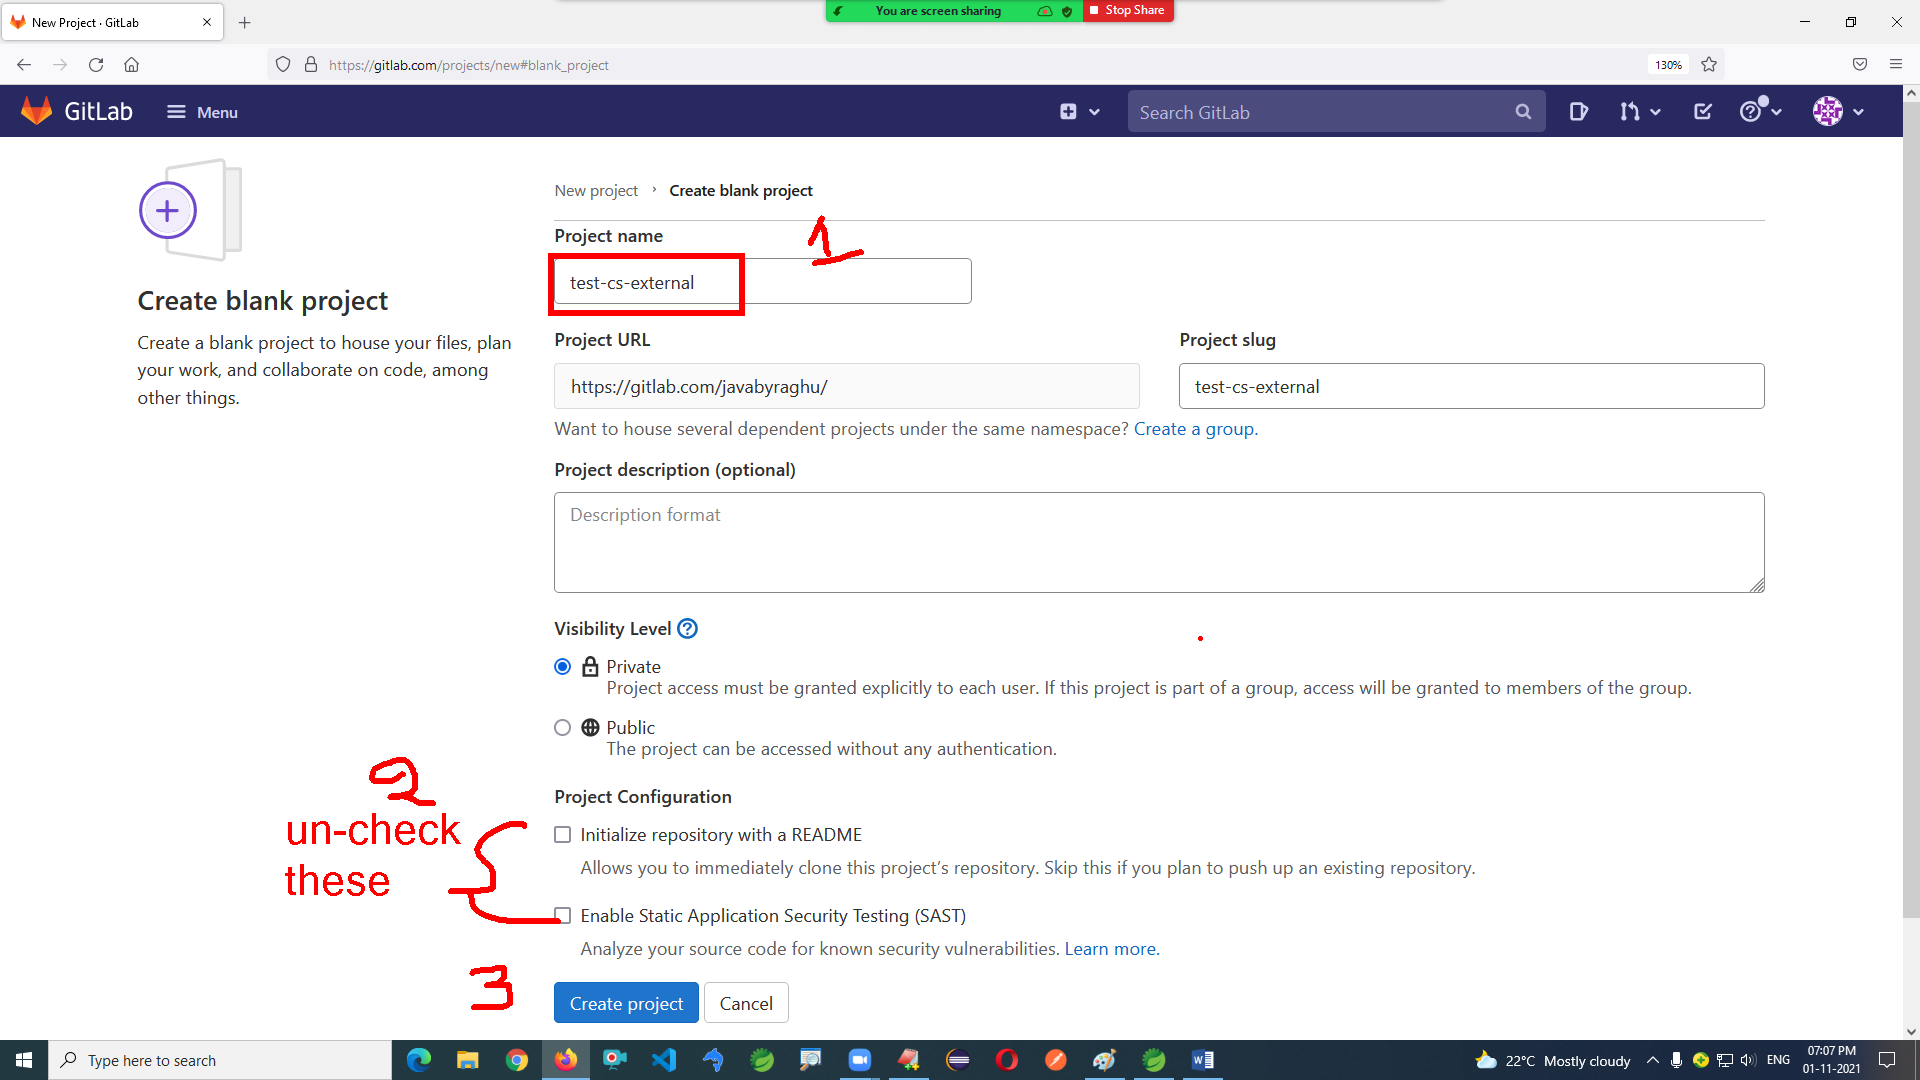 New Project · GitLab
You are screen sharing
Stop Share
https://gitlab.com/projects/new#blank_project
130%
GitLab
Menu
Search GitLab
New project › Create blank project
1
Project name
test-cs-external
Create blank project
Create a blank project to house your files, plan
your work, and collaborate on code, among
other things.
Project URL
Project slug
https://gitlab.com/javabyraghu/
test-cs-external
Want to house several dependent projects under the same namespace? Create a group.
Project description (optional)
Description format
Visibility Level
Private
Project access must be granted explicitly to each user. If this project is part of a group, access will be granted to members of the group.
Public
The project can be accessed without any authentication.
2
un-check
these
Project Configuration
Initialize repository with a README
Allows you to immediately clone this project’s repository. Skip this if you plan to push up an existing repository.
Enable Static Application Security Testing (SAST)
Analyze your source code for known security vulnerabilities. Learn more.
3
Create project
Cancel
Type here to search
22°C Mostly cloudy
ENG
07:07 PM
01-11-2021